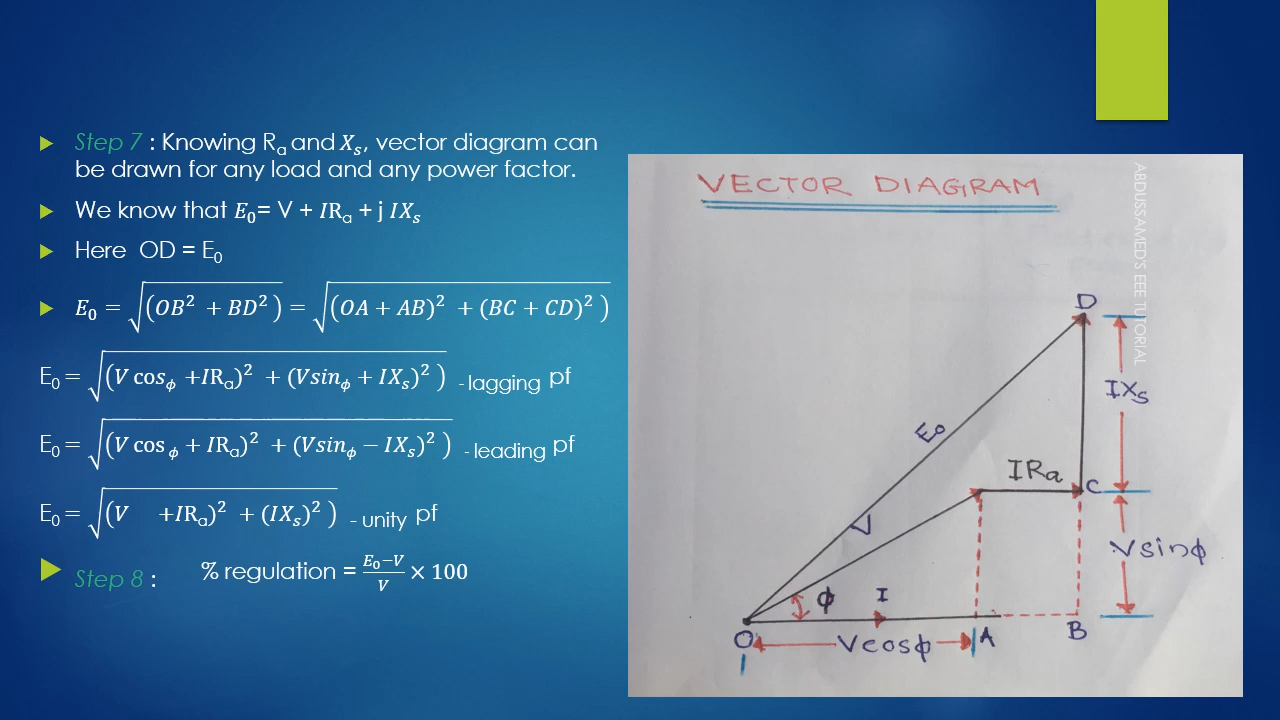 Step 7 : Knowing Rₐ and Xₛ, vector diagram can
be drawn for any load and any power factor.
We know that E₀= V + IRₐ + j IXₛ
Here OD = E₀
E₀ = √(OB² + BD²) = √(OA + AB)² + (BC + CD)² )
E₀ = √(V cosϕ +IRₐ)² + (Vsinϕ + IXₛ)² ) - lagging pf
E₀ = √(V cos ϕ + IRₐ)² + (Vsinϕ − IXₛ)² ) - leading pf
E₀ = √(V +IRₐ)² + (IXₛ)² ) - unity pf
Step 8 : % regulation = E₀−V/V × 100
VECTOR DIAGRAM
ABDUSSAMED'S EEE TUTORIAL
D
IXₛ
E₀
IRₐ
C
V
Vsinϕ
ϕ
I
O
Vcosϕ
A
B